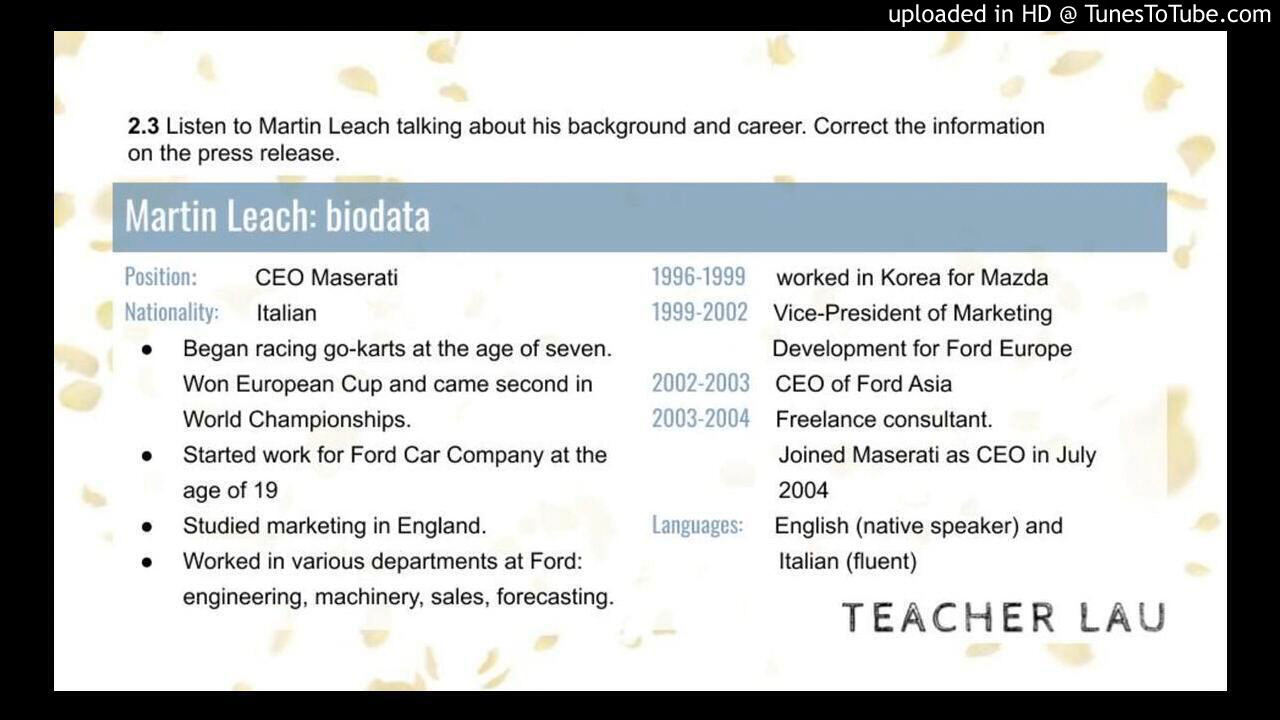 uploaded in HD @ TunesToTube.com
2.3 Listen to Martin Leach talking about his background and career. Correct the information
on the press release.
Martin Leach: biodata
Position: CEO Maserati
Nationality: Italian
● Began racing go-karts at the age of seven.
Won European Cup and came second in
World Championships.
● Started work for Ford Car Company at the
age of 19
● Studied marketing in England.
● Worked in various departments at Ford:
engineering, machinery, sales, forecasting.
1996-1999 worked in Korea for Mazda
1999-2002 Vice-President of Marketing
Development for Ford Europe
2002-2003 CEO of Ford Asia
2003-2004 Freelance consultant.
Joined Maserati as CEO in July
2004
Languages: English (native speaker) and
Italian (fluent)
TEACHER LAU